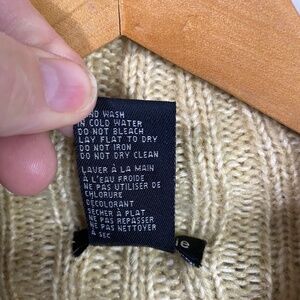 ND WASH
IN COLD WATER
DO NOT BLEACH
LAY FLAT TO DRY
DO NOT IRON
DO NOT DRY CLEAN
LAVER À LA MAIN
À L'EAU FROIDE
NE PAS UTILISER DE
CHLORURE
DÉCOLORANT
SÉCHER À PLAT
NE PAS REPASSER
NE PAS NETTOYER
À SEC
ue